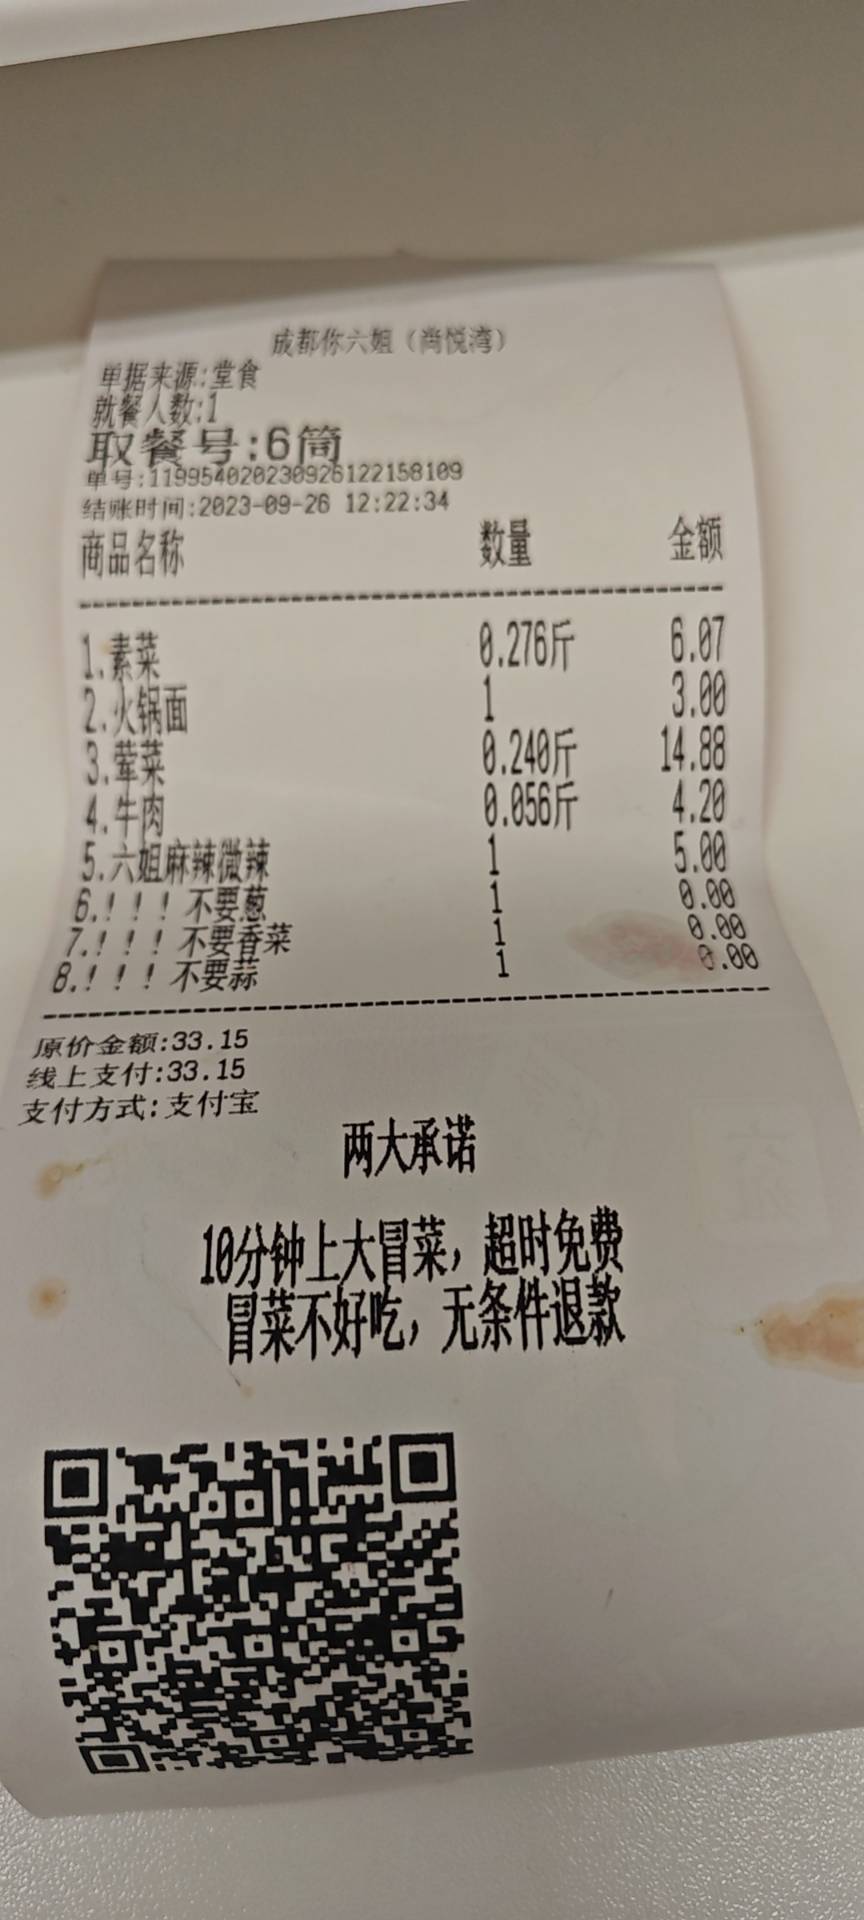 成都你六姐（尚悦湾）
单据来源:堂食
就餐人数:1
取餐号:6筒
单号:119954020230926122158109
结账时间:2023-09-26 12:22:34
商品名称 数量 金额
1.素菜 0.276斤 6.07
2.火锅面 1 3.00
3.荤菜 0.240斤 14.88
4.牛肉 0.056斤 4.20
5.六姐麻辣微辣 1 5.00
6.！！！不要葱 1 0.00
7.！！！不要香菜 1 0.00
8.！！！不要蒜 1 0.00
原价金额:33.15
线上支付:33.15
支付方式:支付宝
两大承诺
10分钟上大冒菜，超时免费
冒菜不好吃，无条件退款